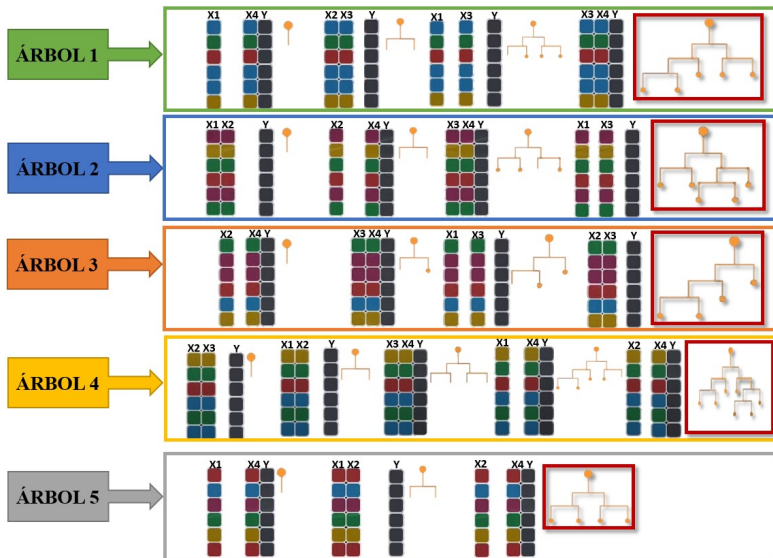 ÁRBOL 1
X1 X4 Y X2 X3 Y X1 X3 Y X3 X4 Y
ÁRBOL 2
X1 X2 Y X2 X4 Y X3 X4 Y X1 X3 Y
ÁRBOL 3
X2 X4 Y X3 X4 Y X1 X3 Y X2 X3 Y
ÁRBOL 4
X2 X3 Y X1 X2 Y X3 X4 Y X1 X4 Y X2 X4 Y
ÁRBOL 5
X1 X4 Y X1 X2 Y X2 X4 Y